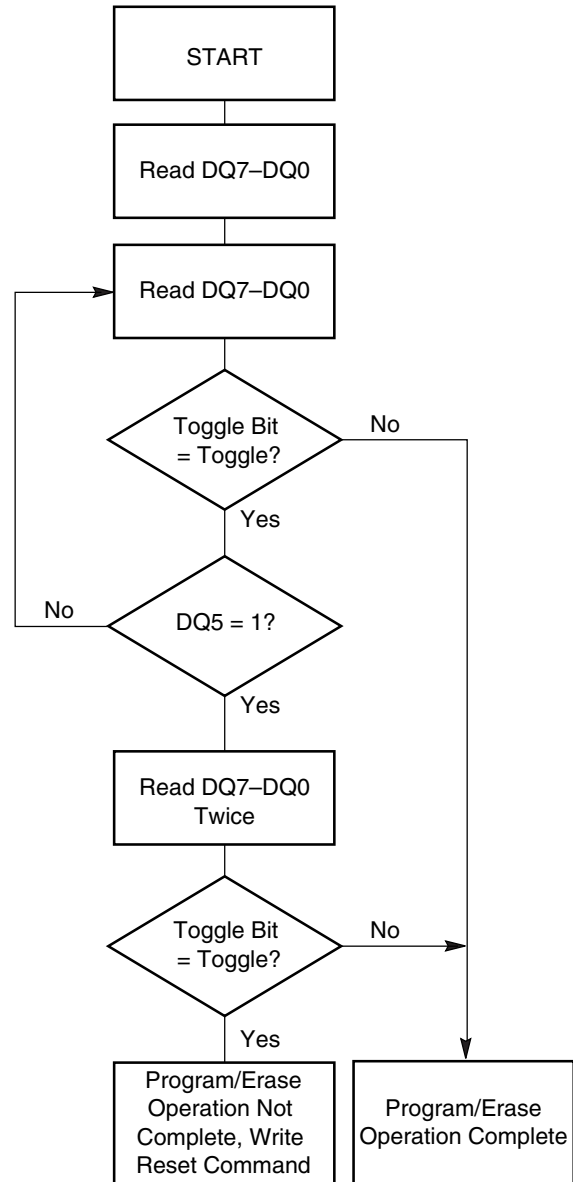 START
Read DQ7–DQ0
Read DQ7–DQ0
Toggle Bit
= Toggle?
No
Yes
No
DQ5 = 1?
Yes
Read DQ7–DQ0
Twice
Toggle Bit
= Toggle?
No
Yes
Program/Erase
Operation Not
Complete, Write
Reset Command
Program/Erase
Operation Complete